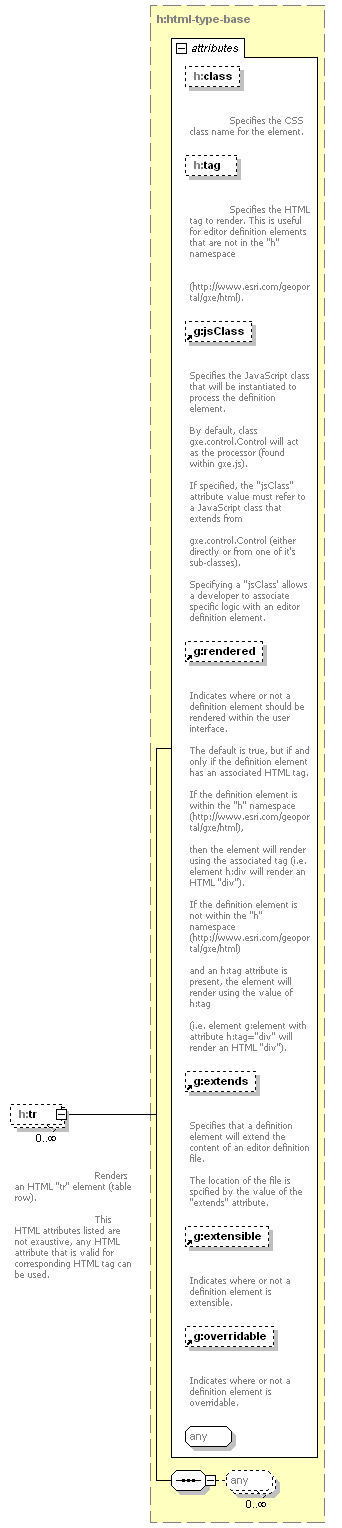 h:html-type-base
attributes
h:class
Specifies the CSS
class name for the element.
h:tag
Specifies the HTML
tag to render. This is useful
for editor definition elements
that are not in the "h"
namespace
(http://www.esri.com/geopor
tal/gxe/html).
g:jsClass
Specifies the JavaScript class
that will be instantiated to
process the definition
element.
By default, class
gxe.control.Control will act
as the processor (found
within gxe.js).
If specified, the "jsClass"
attribute value must refer to
a JavaScript class that
extends from
gxe.control.Control (either
directly or from one of it's
sub-classes).
Specifying a "jsClass' allows
a developer to associate
specific logic with an editor
definition element.
g:rendered
Indicates where or not a
definition element should be
rendered within the user
interface.
The default is true, but if and
only if the definition element
has an associated HTML tag.
If the definition element is
within the "h" namespace
(http://www.esri.com/geopor
tal/gxe/html),
then the element will render
using the associated tag (i.e.
element h:div will render an
HTML "div").
If the definition element is
not within the "h"
namespace
(http://www.esri.com/geopor
tal/gxe/html)
and an h:tag attribute is
present, the element will
render using the value of
h:tag
(i.e. element g:element with
attribute h:tag="div" will
render an HTML "div").
g:extends
Specifies that a definition
element will extend the
content of an editor definition
file.
The location of the file is
spcified by the value of the
"extends" attribute.
g:extensible
Indicates where or not a
definition element is
extensible.
g:overridable
Indicates where or not a
definition element is
overridable.
any
h:tr
0..∞
Renders
an HTML "tr" element (table
row).
This
HTML attributes listed are
not exaustive, any HTML
attribute that is valid for
corresponding HTML tag can
be used.
any
0..∞